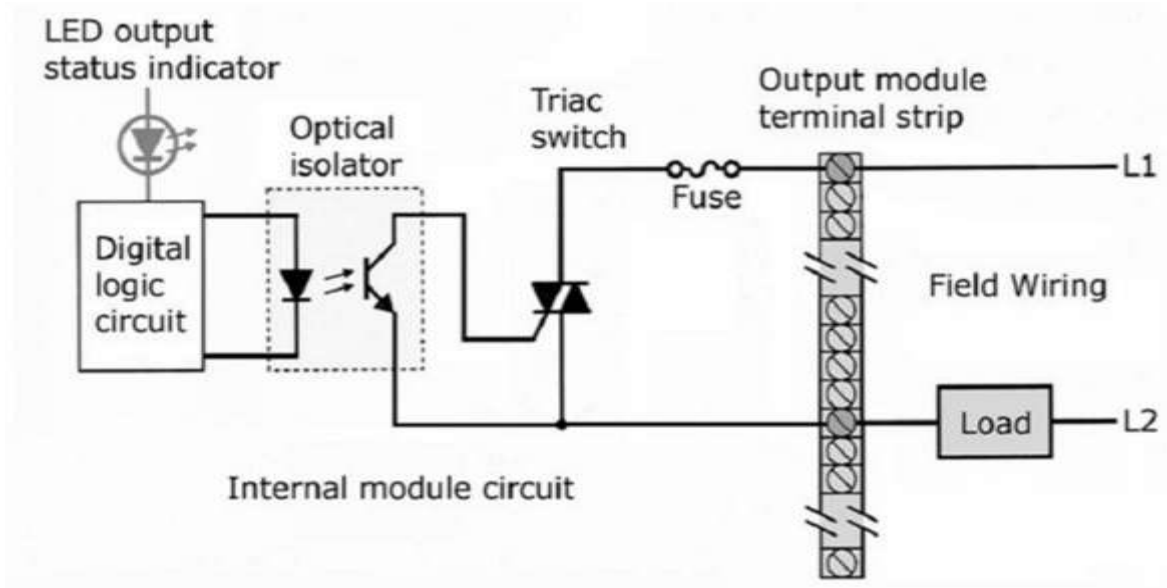 LED output
status indicator
Optical
isolator
Triac
switch
Output module
terminal strip
Fuse
L1
Digital
logic
circuit
Field Wiring
Load
L2
Internal module circuit